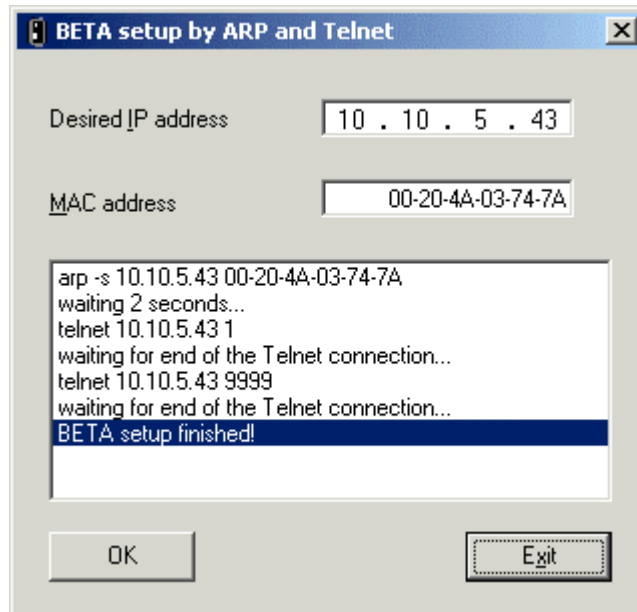 BETA setup by ARP and Telnet
Desired IP address 10 . 10 . 5 . 43
MAC address 00-20-4A-03-74-7A
arp -s 10.10.5.43 00-20-4A-03-74-7A
waiting 2 seconds...
telnet 10.10.5.43 1
waiting for end of the Telnet connection...
telnet 10.10.5.43 9999
waiting for end of the Telnet connection...
BETA setup finished!
OK Exit